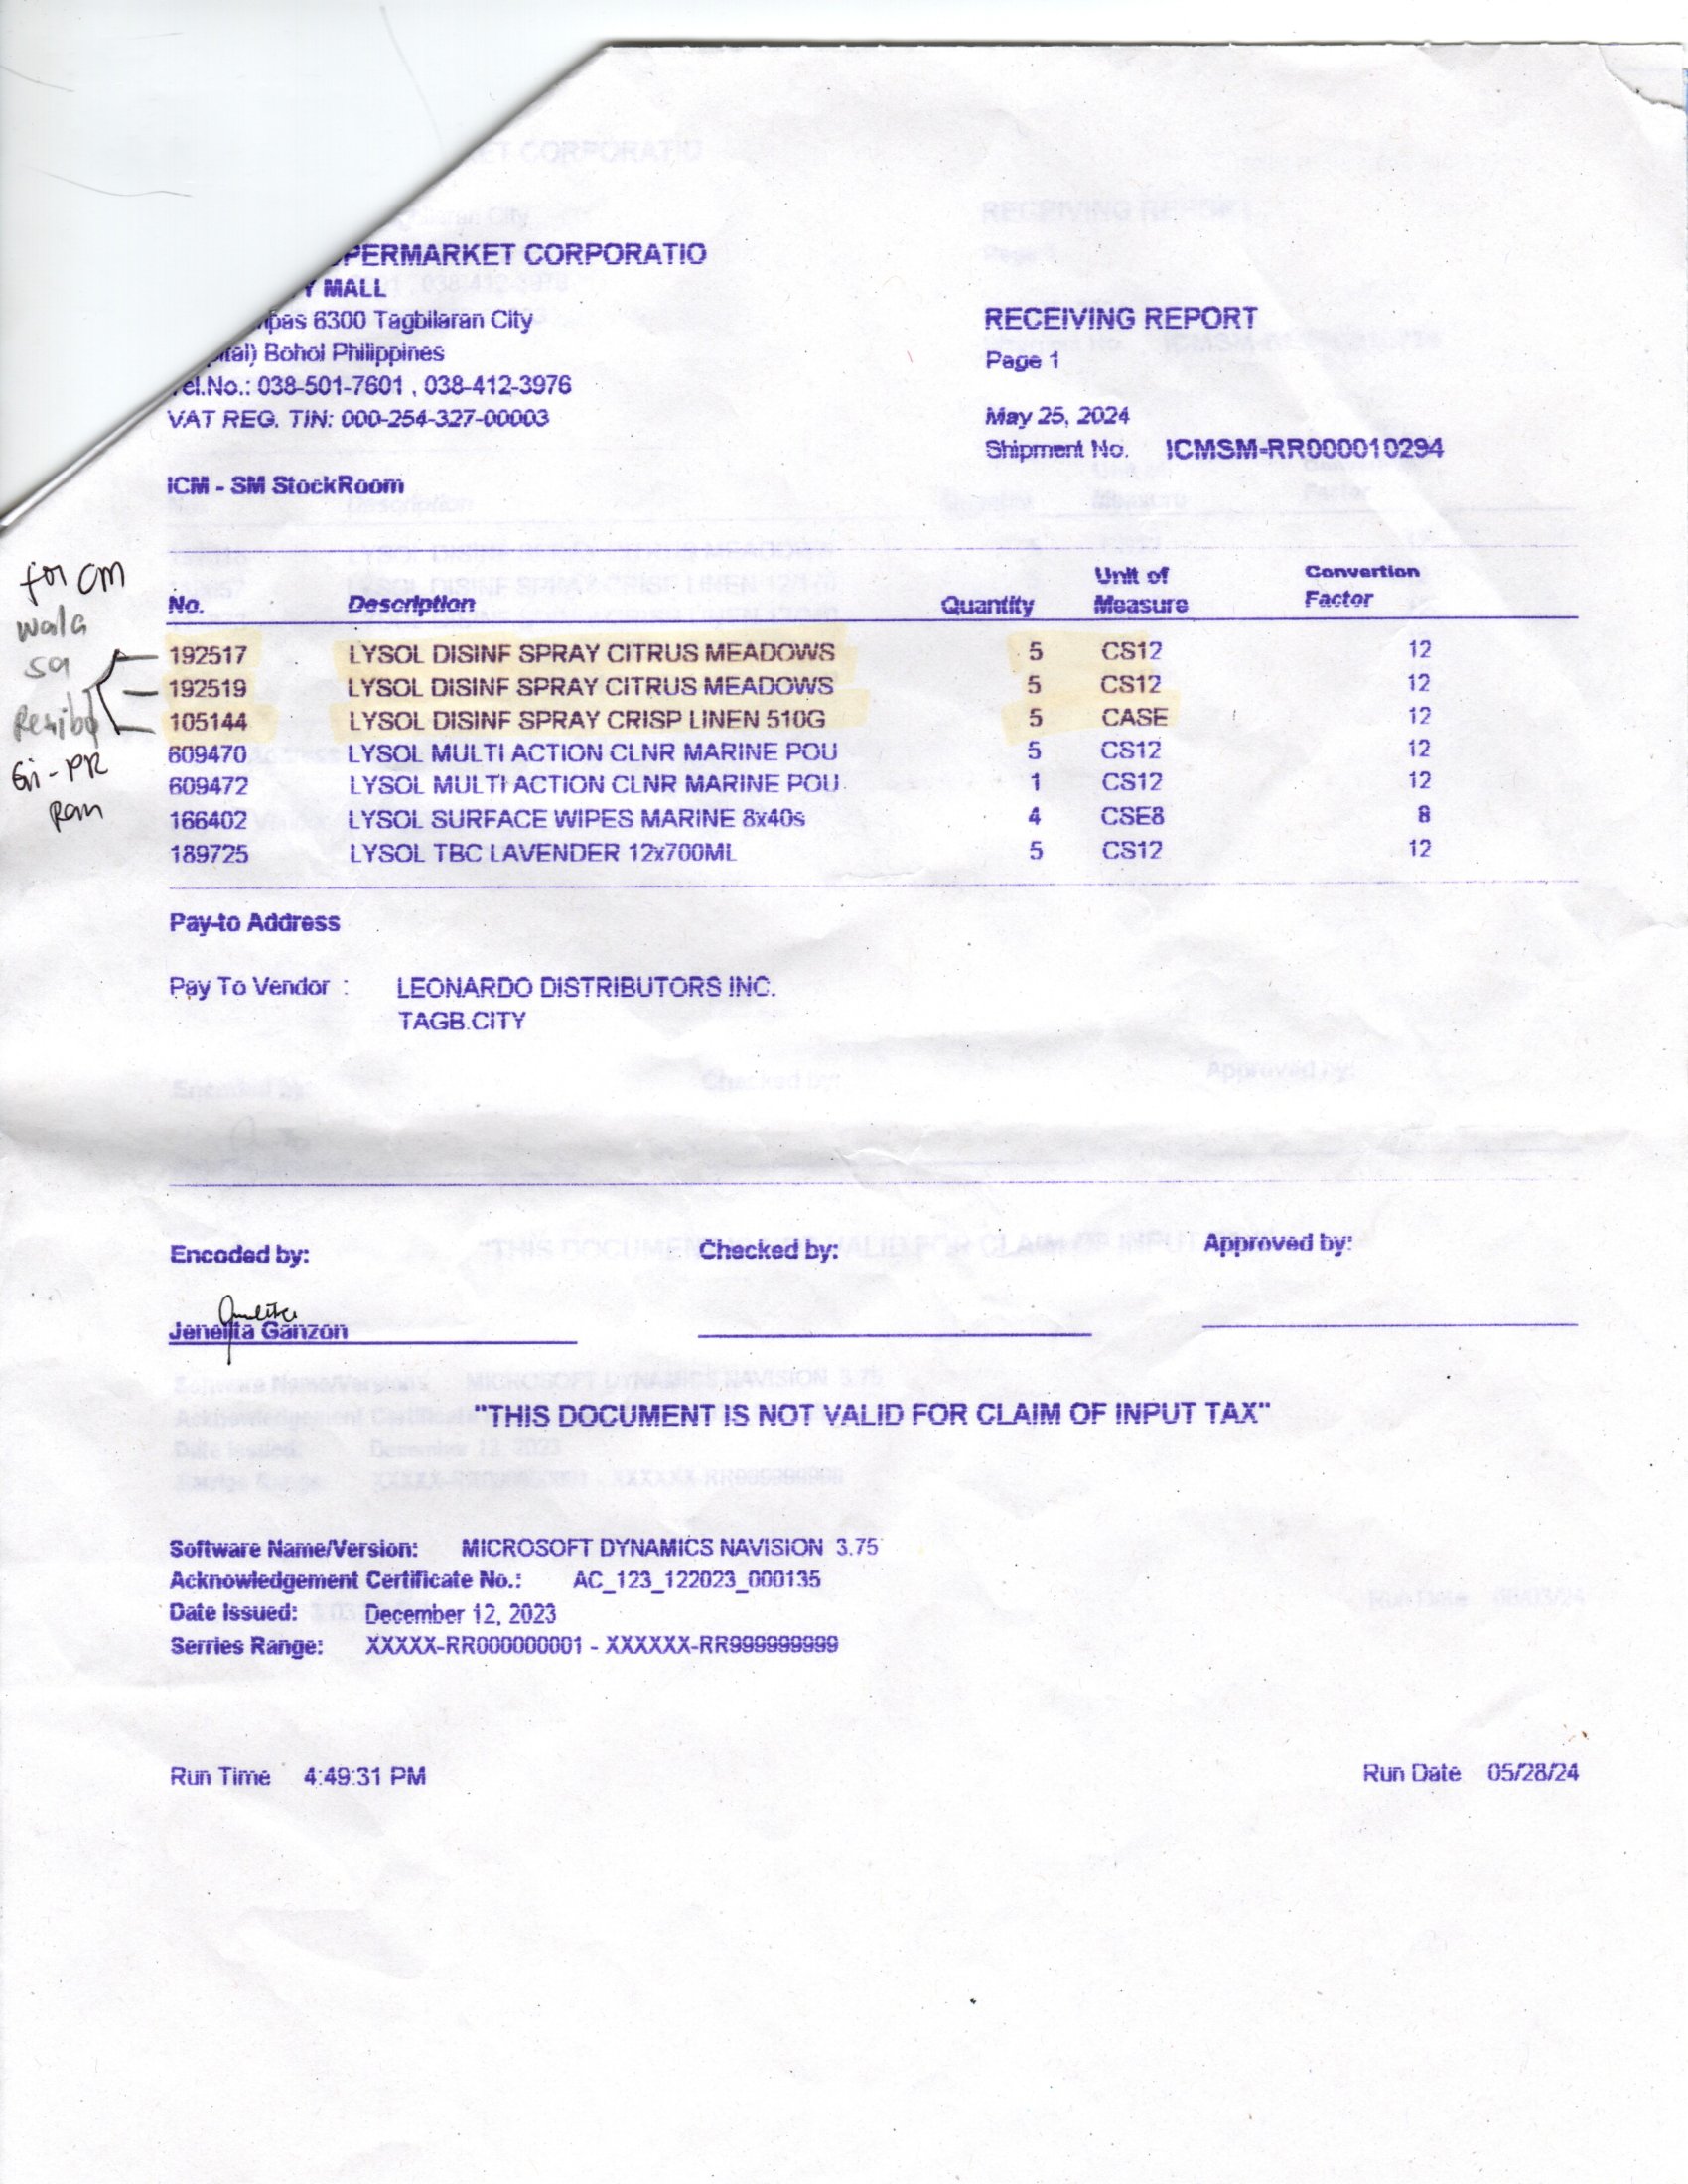 PERMARKET CORPORATIO
Y MALL
pas 6300 Tagbilaran City
tal) Bohol Philippines
el.No.: 038-501-7601 , 038-412-3976
VAT REG. TIN: 000-254-327-00003
RECEIVING REPORT
Page 1
May 25, 2024
Shipment No. ICMSM-RR000010294
ICM - SM StockRoom
for CM
wala
sa
Resibo
Gi-PR
Ram
No. Description Quantity Unit of Measure Convertion Factor
192517 LYSOL DISINF SPRAY CITRUS MEADOWS 5 CS12 12
192519 LYSOL DISINF SPRAY CITRUS MEADOWS 5 CS12 12
105144 LYSOL DISINF SPRAY CRISP LINEN 510G 5 CASE 12
609470 LYSOL MULTI ACTION CLNR MARINE POU 5 CS12 12
609472 LYSOL MULTI ACTION CLNR MARINE POU 1 CS12 12
166402 LYSOL SURFACE WIPES MARINE 8x40s 4 CSE8 8
189725 LYSOL TBC LAVENDER 12x700ML 5 CS12 12
Pay-to Address
Pay To Vendor : LEONARDO DISTRIBUTORS INC.
TAGB.CITY
Encoded by: Checked by: Approved by:
Jenelita Ganzon
"THIS DOCUMENT IS NOT VALID FOR CLAIM OF INPUT TAX"
Software Name/Version: MICROSOFT DYNAMICS NAVISION 3.75
Acknowledgement Certificate No.: AC_123_122023_000135
Date Issued: December 12, 2023
Serries Range: XXXXX-RR000000001 - XXXXXX-RR999999999
Run Time 4:49:31 PM Run Date 05/28/24